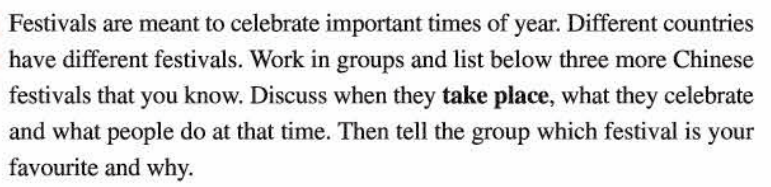 Festivals are meant to celebrate important times of year. Different countries
have different festivals. Work in groups and list below three more Chinese
festivals that you know. Discuss when they take place, what they celebrate
and what people do at that time. Then tell the group which festival is your
favourite and why.